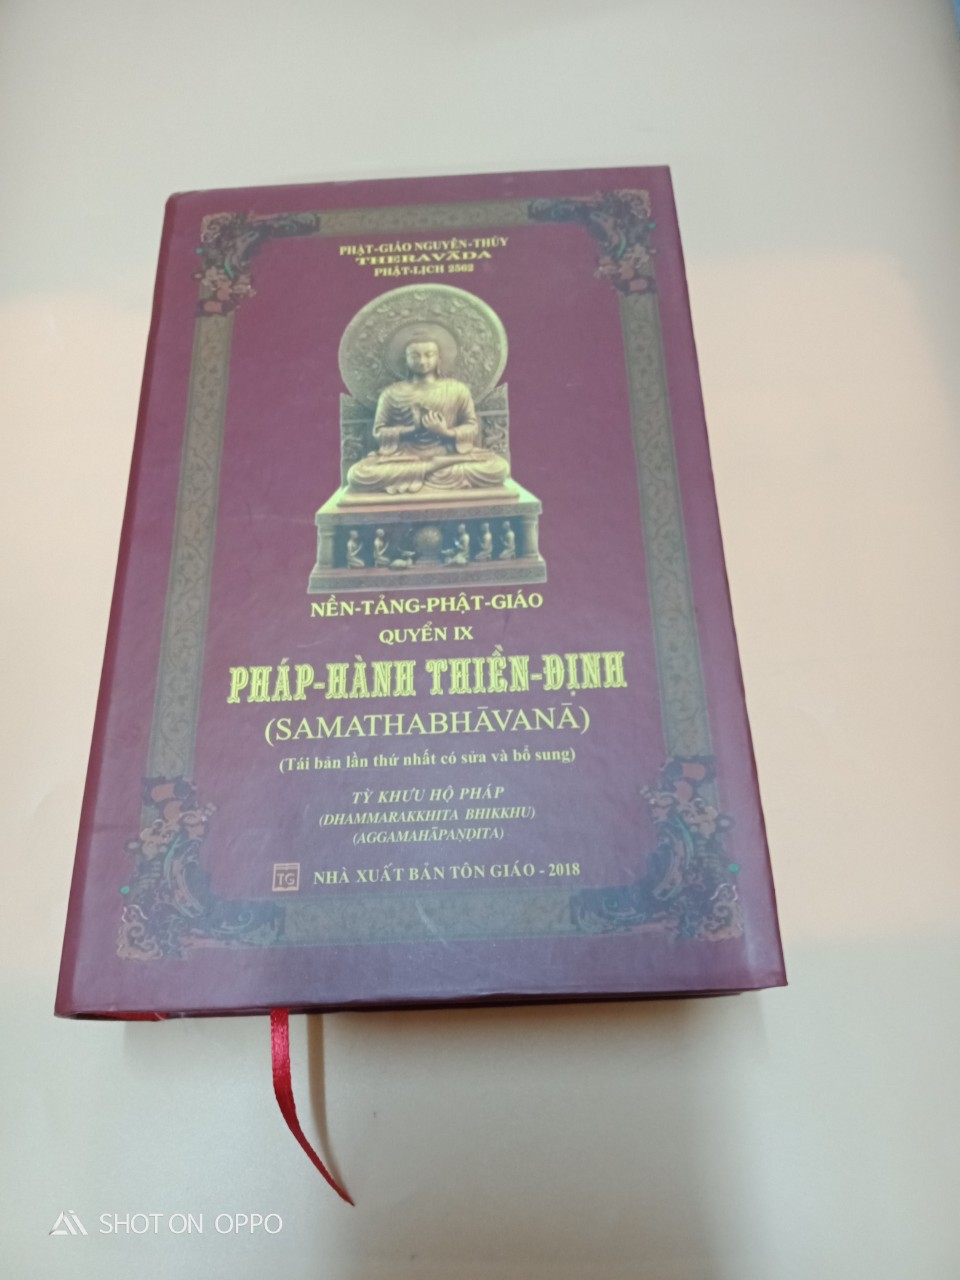 PHẬT-GIÁO NGUYÊN-THỦY
THERAVĀDA
PHẬT-LỊCH 2562
NỀN-TẢNG-PHẬT-GIÁO
QUYỂN IX
PHÁP-HÀNH THIỀN-ĐỊNH
(SAMATHABHĀVANĀ)
(Tái bản lần thứ nhất có sửa và bổ sung)
TỲ KHƯU HỘ PHÁP
(DHAMMARAKKHITA BHIKKHU)
(AGGAMAHĀPAṆḌITA)
TG NHÀ XUẤT BẢN TÔN GIÁO - 2018
SHOT ON OPPO